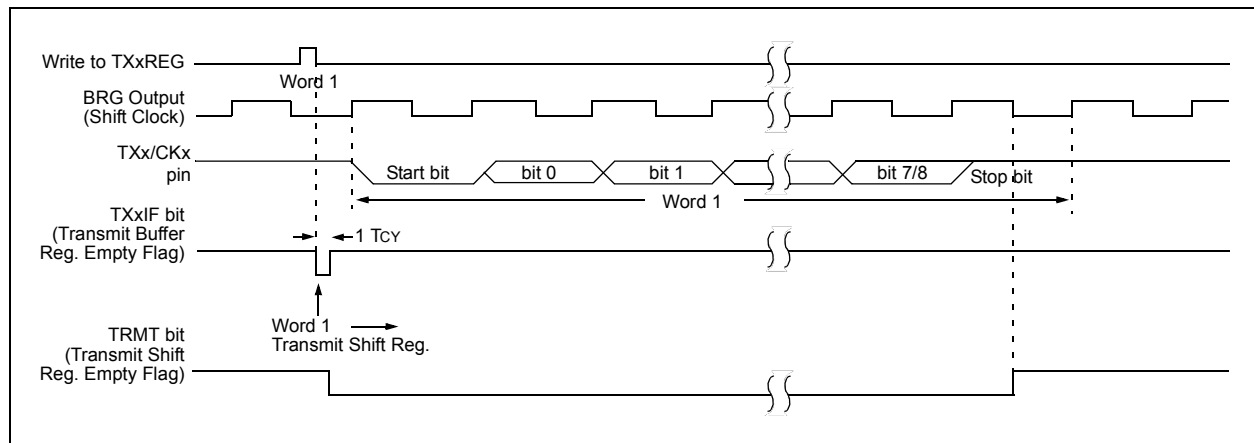 Write to TXxREG
Word 1
BRG Output
(Shift Clock)
TXx/CKx
pin
Start bit
bit 0
bit 1
bit 7/8
Stop bit
Word 1
TXxIF bit
(Transmit Buffer
Reg. Empty Flag)
1 TCY
Word 1
Transmit Shift Reg.
TRMT bit
(Transmit Shift
Reg. Empty Flag)